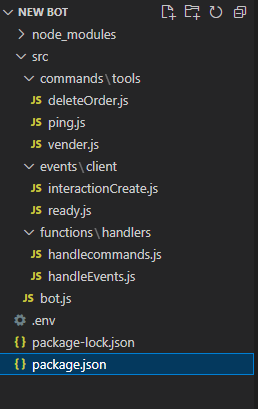 NEW BOT
node_modules
src
commands\tools
JS deleteOrder.js
JS ping.js
JS vender.js
events\client
JS interactionCreate.js
JS ready.js
functions\handlers
JS handlecommands.js
JS handleEvents.js
JS bot.js
.env
{} package-lock.json
{} package.json